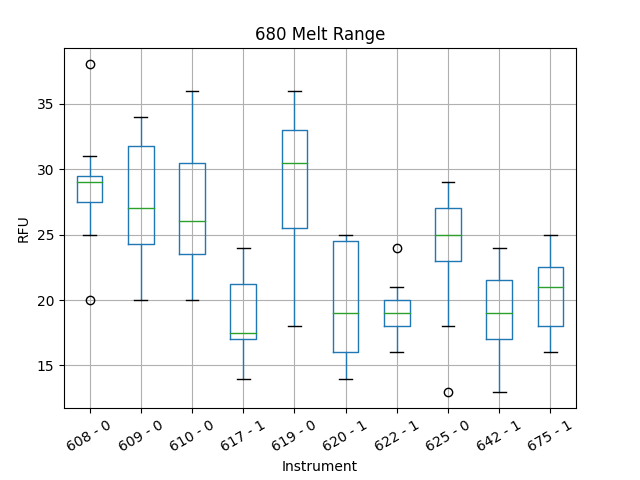 680 Melt Range
35
30
25
20
15
RFU
608 - 0
609 - 0
610 - 0
617 - 1
619 - 0
620 - 1
622 - 1
625 - 0
642 - 1
675 - 1
Instrument